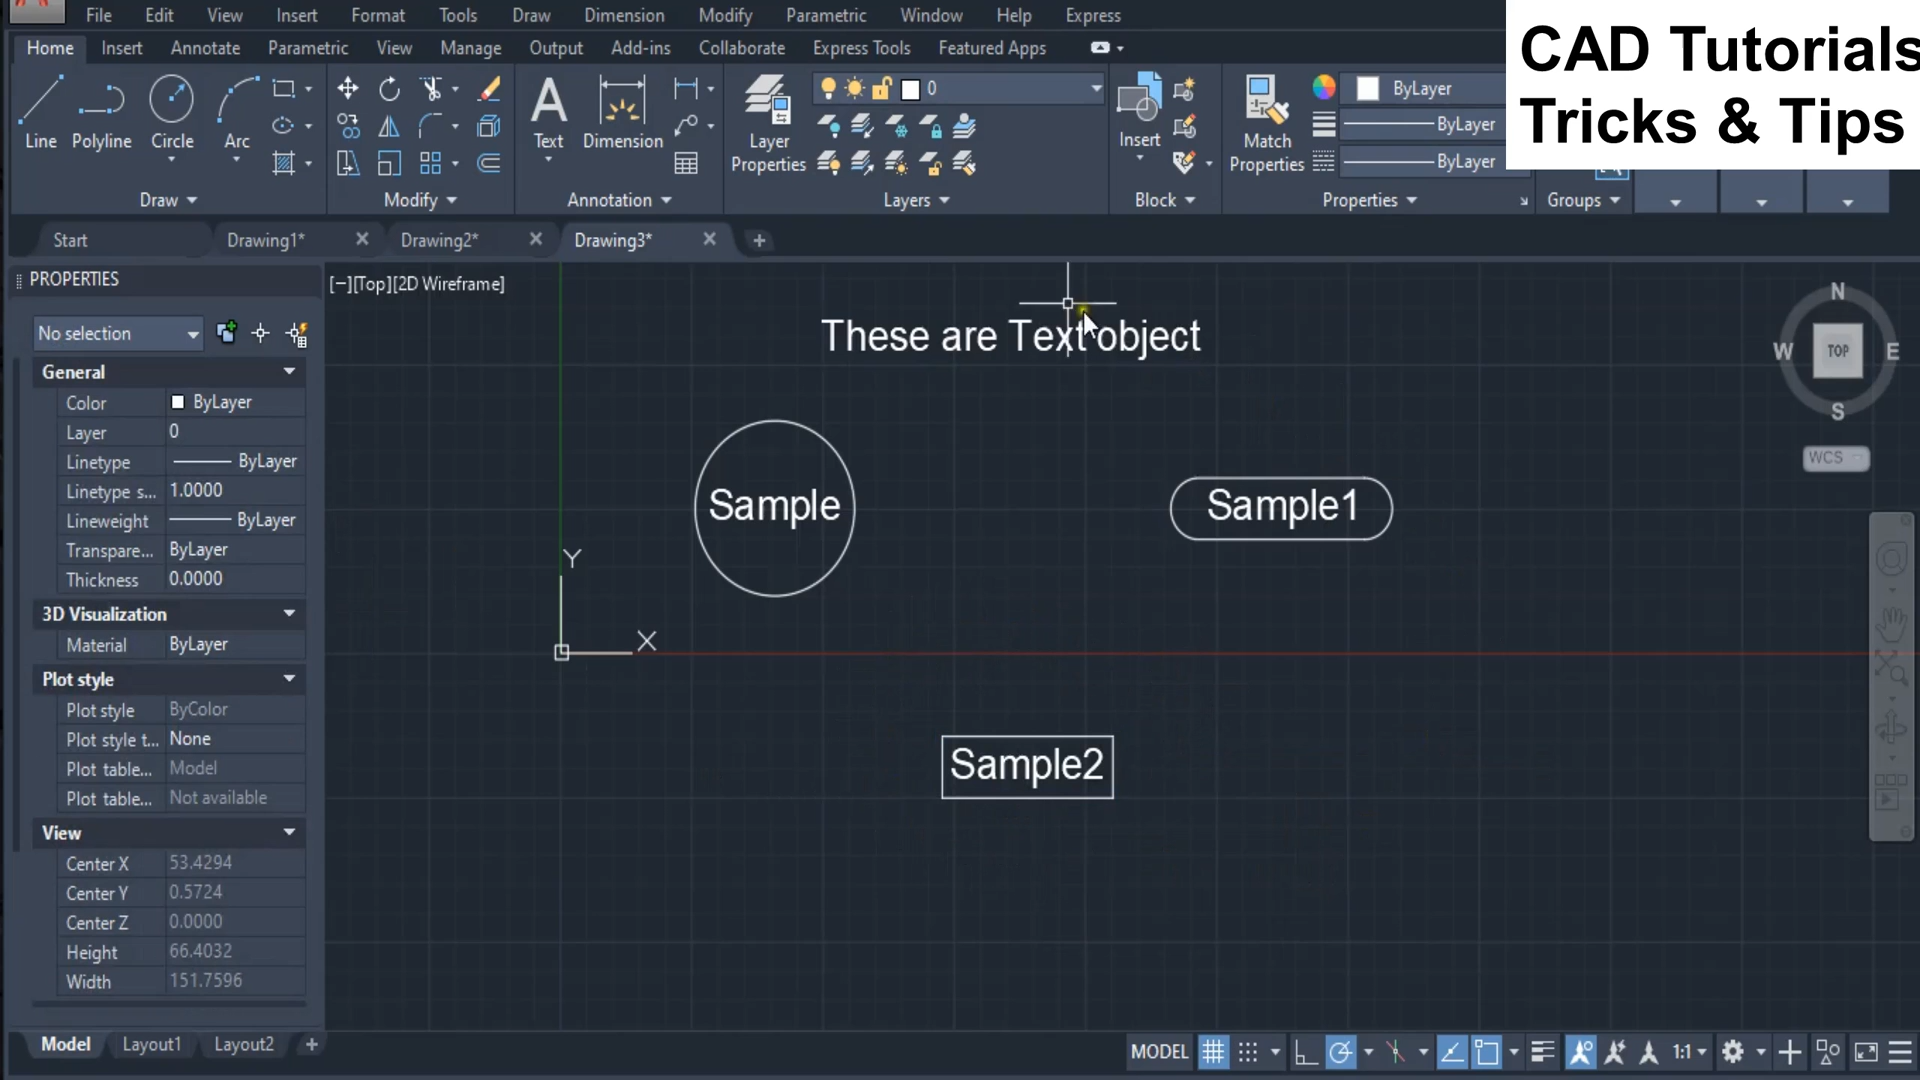 File Edit View Insert Format Tools Draw Dimension Modify Parametric Window Help Express
CAD Tutorials
Tricks & Tips
Home Insert Annotate Parametric View Manage Output Add-ins Collaborate Express Tools Featured Apps
0
ByLayer
ByLayer
ByLayer
Line Polyline Circle Arc
Text Dimension
Layer
Properties
Insert
Match
Properties
Draw Modify Annotation Layers Block Properties Groups
Start Drawing1* Drawing2* Drawing3*
PROPERTIES
[−][Top][2D Wireframe]
No selection
General
Color ByLayer
Layer 0
Linetype ByLayer
Linetype s... 1.0000
Lineweight ByLayer
Transpare... ByLayer
Thickness 0.0000
3D Visualization
Material ByLayer
Plot style
Plot style ByColor
Plot style t... None
Plot table... Model
Plot table... Not available
View
Center X 53.4294
Center Y 0.5724
Center Z 0.0000
Height 66.4032
Width 151.7596
These are Text object
Sample
Sample1
Sample2
Y
X
N
W TOP E
S
WCS
Model Layout1 Layout2
MODEL 1:1